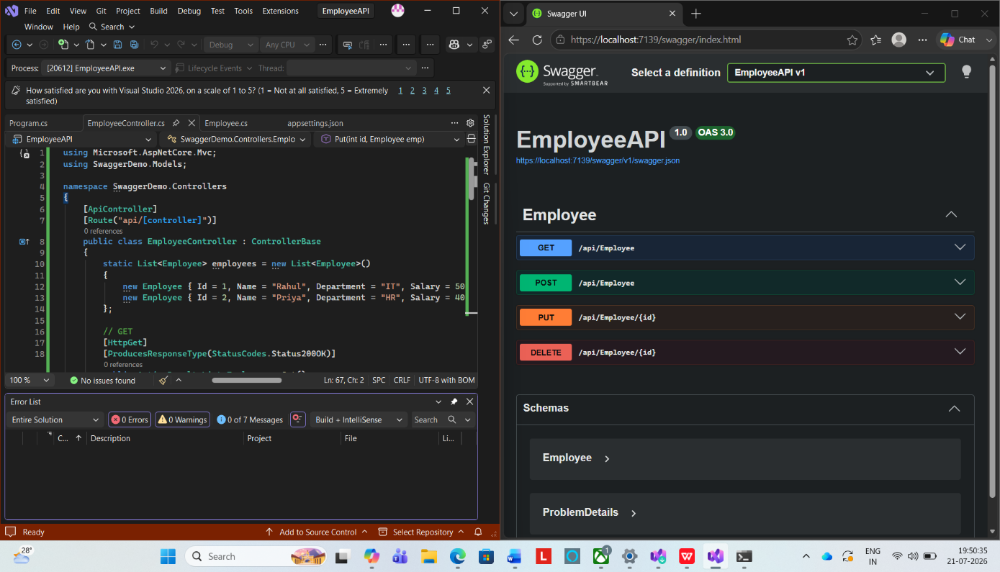 File Edit View Git Project Build Debug Test Tools Extensions EmployeeAPI
Window Help Search
Debug Any CPU
Process: [20612] EmployeeAPI.exe Lifecycle Events Thread:
How satisfied are you with Visual Studio 2026, on a scale of 1 to 5? (1 = Not at all satisfied, 5 = Extremely satisfied) 1 2 3 4 5
Program.cs EmployeeController.cs Employee.cs appsettings.json
EmployeeAPI SwaggerDemo.Controllers.Emplo Put(int id, Employee emp)
1 using Microsoft.AspNetCore.Mvc;
2 using SwaggerDemo.Models;
3
4 namespace SwaggerDemo.Controllers
5 {
6 [ApiController]
7 [Route("api/[controller]")]
0 references
8 public class EmployeeController : ControllerBase
9 {
10 static List<Employee> employees = new List<Employee>()
11 {
12 new Employee { Id = 1, Name = "Rahul", Department = "IT", Salary = 50
13 new Employee { Id = 2, Name = "Priya", Department = "HR", Salary = 40
14 };
15
16 // GET
17 [HttpGet]
18 [ProducesResponseType(StatusCodes.Status200OK)]
0 references
100 % No issues found Ln: 67, Ch: 2 SPC CRLF UTF-8 with BOM
Solution Explorer
Git Changes
Error List
Entire Solution 0 Errors 0 Warnings 0 of 7 Messages Build + IntelliSense Search
C... Description Project File Li...
Ready Add to Source Control Select Repository
Swagger UI
https://localhost:7139/swagger/index.html Chat
Swagger
Supported by SMARTBEAR
Select a definition EmployeeAPI v1
EmployeeAPI 1.0 OAS 3.0
https://localhost:7139/swagger/v1/swagger.json
Employee
GET /api/Employee
POST /api/Employee
PUT /api/Employee/{id}
DELETE /api/Employee/{id}
Schemas
Employee
ProblemDetails
28°
Search
L
1
ENG
IN
19:50:35
21-07-2026